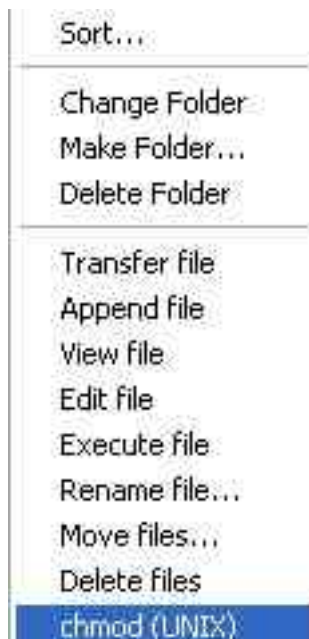 Sort...
Change Folder
Make Folder...
Delete Folder
Transfer file
Append file
View file
Edit file
Execute file
Rename file...
Move files...
Delete files
chmod (UNIX)